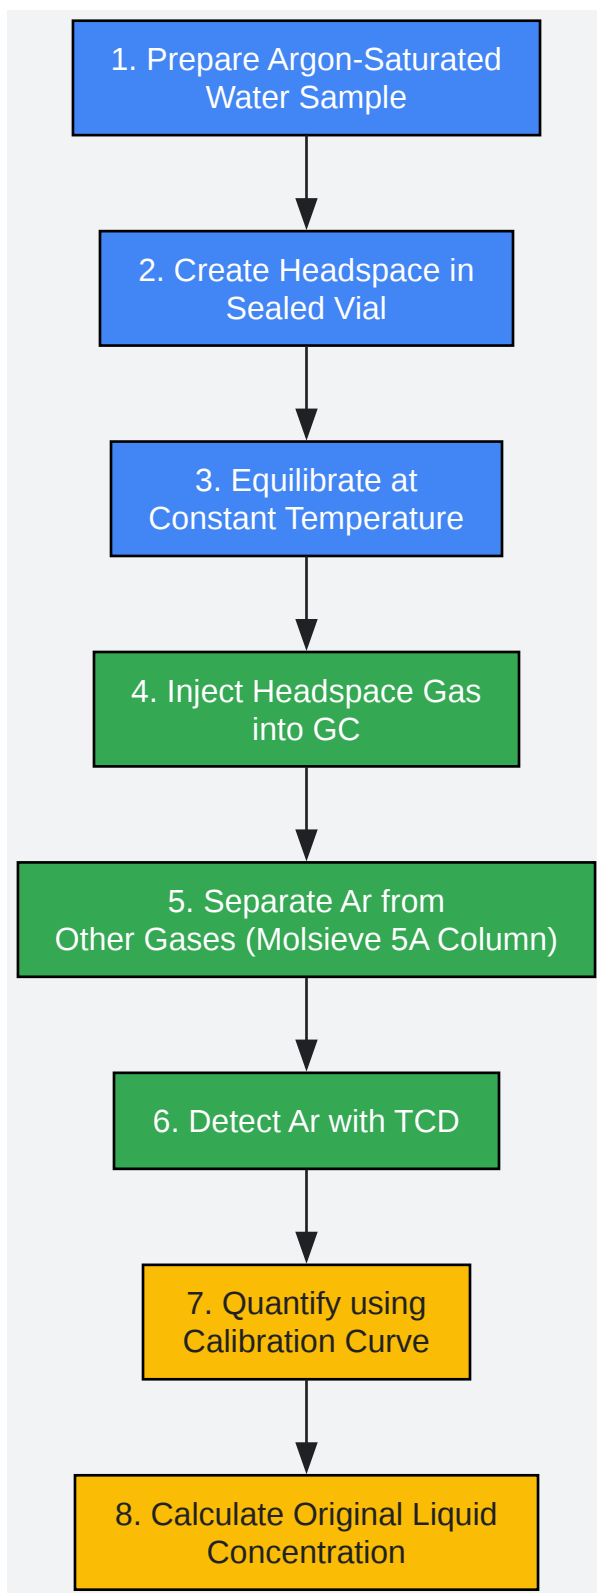 1. Prepare Argon-Saturated
Water Sample
2. Create Headspace in
Sealed Vial
3. Equilibrate at
Constant Temperature
4. Inject Headspace Gas
into GC
5. Separate Ar from
Other Gases (Molsieve 5A Column)
6. Detect Ar with TCD
7. Quantify using
Calibration Curve
8. Calculate Original Liquid
Concentration